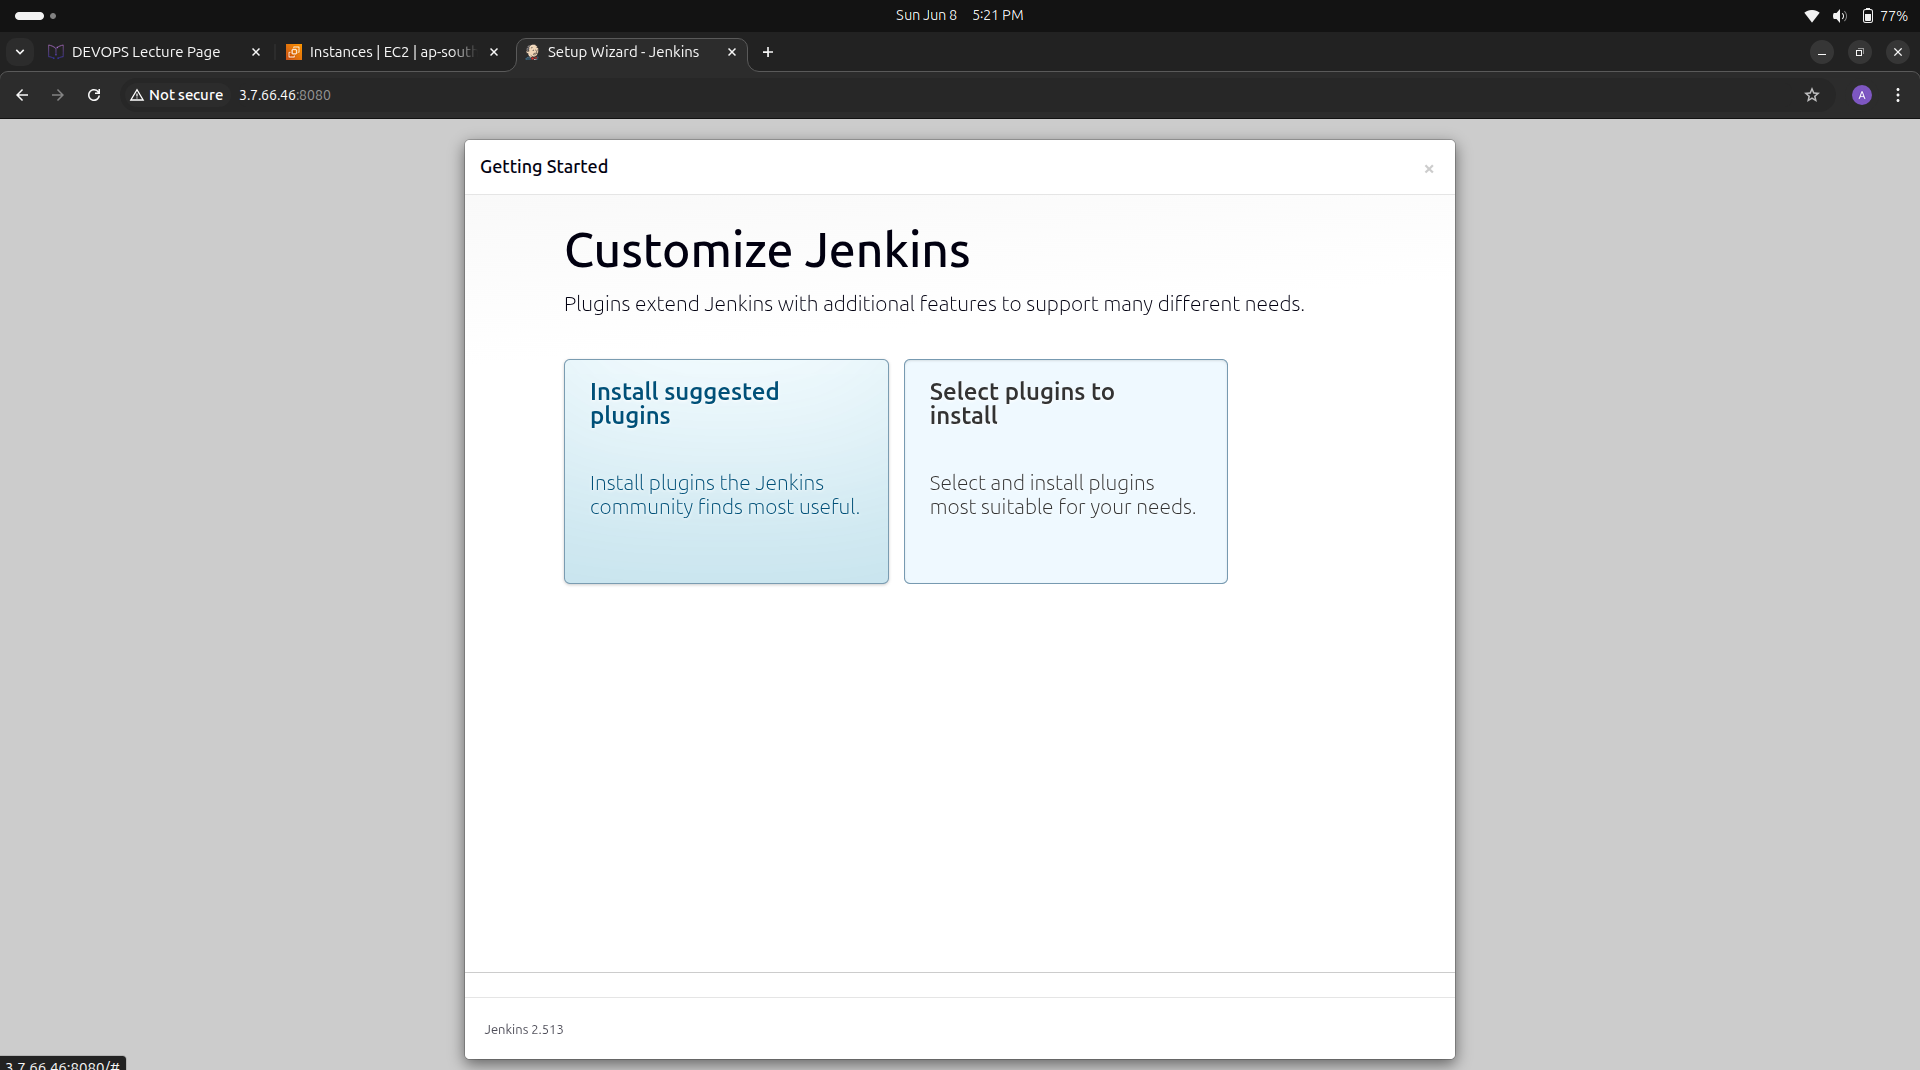 Sun Jun 8 5:21 PM
77%
DEVOPS Lecture Page
Instances | EC2 | ap-sout
Setup Wizard - Jenkins
Not secure
3.7.66.46:8080
A
Getting Started
Customize Jenkins
Plugins extend Jenkins with additional features to support many different needs.
Install suggested
plugins
Install plugins the Jenkins
community finds most useful.
Select plugins to
install
Select and install plugins
most suitable for your needs.
Jenkins 2.513
3.7.66.46:8080/#